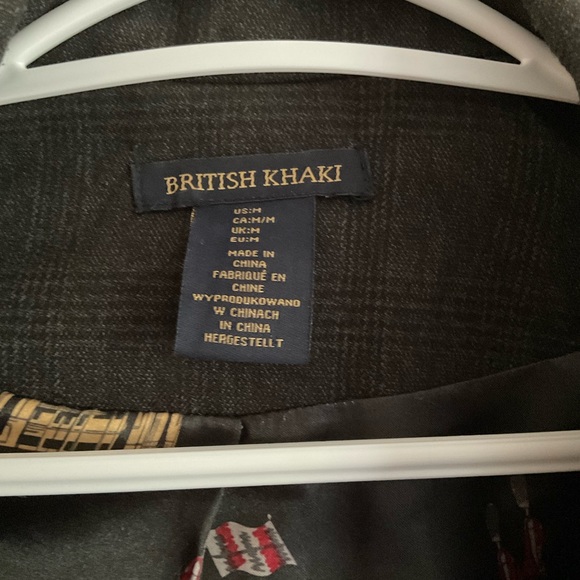 BRITISH KHAKI
US:M
CA:M/M
UK:M
EU:M
MADE IN
CHINA
FABRIQUÉ EN
CHINE
WYPRODUKOWANO
W CHINACH
IN CHINA
HERGESTELLT